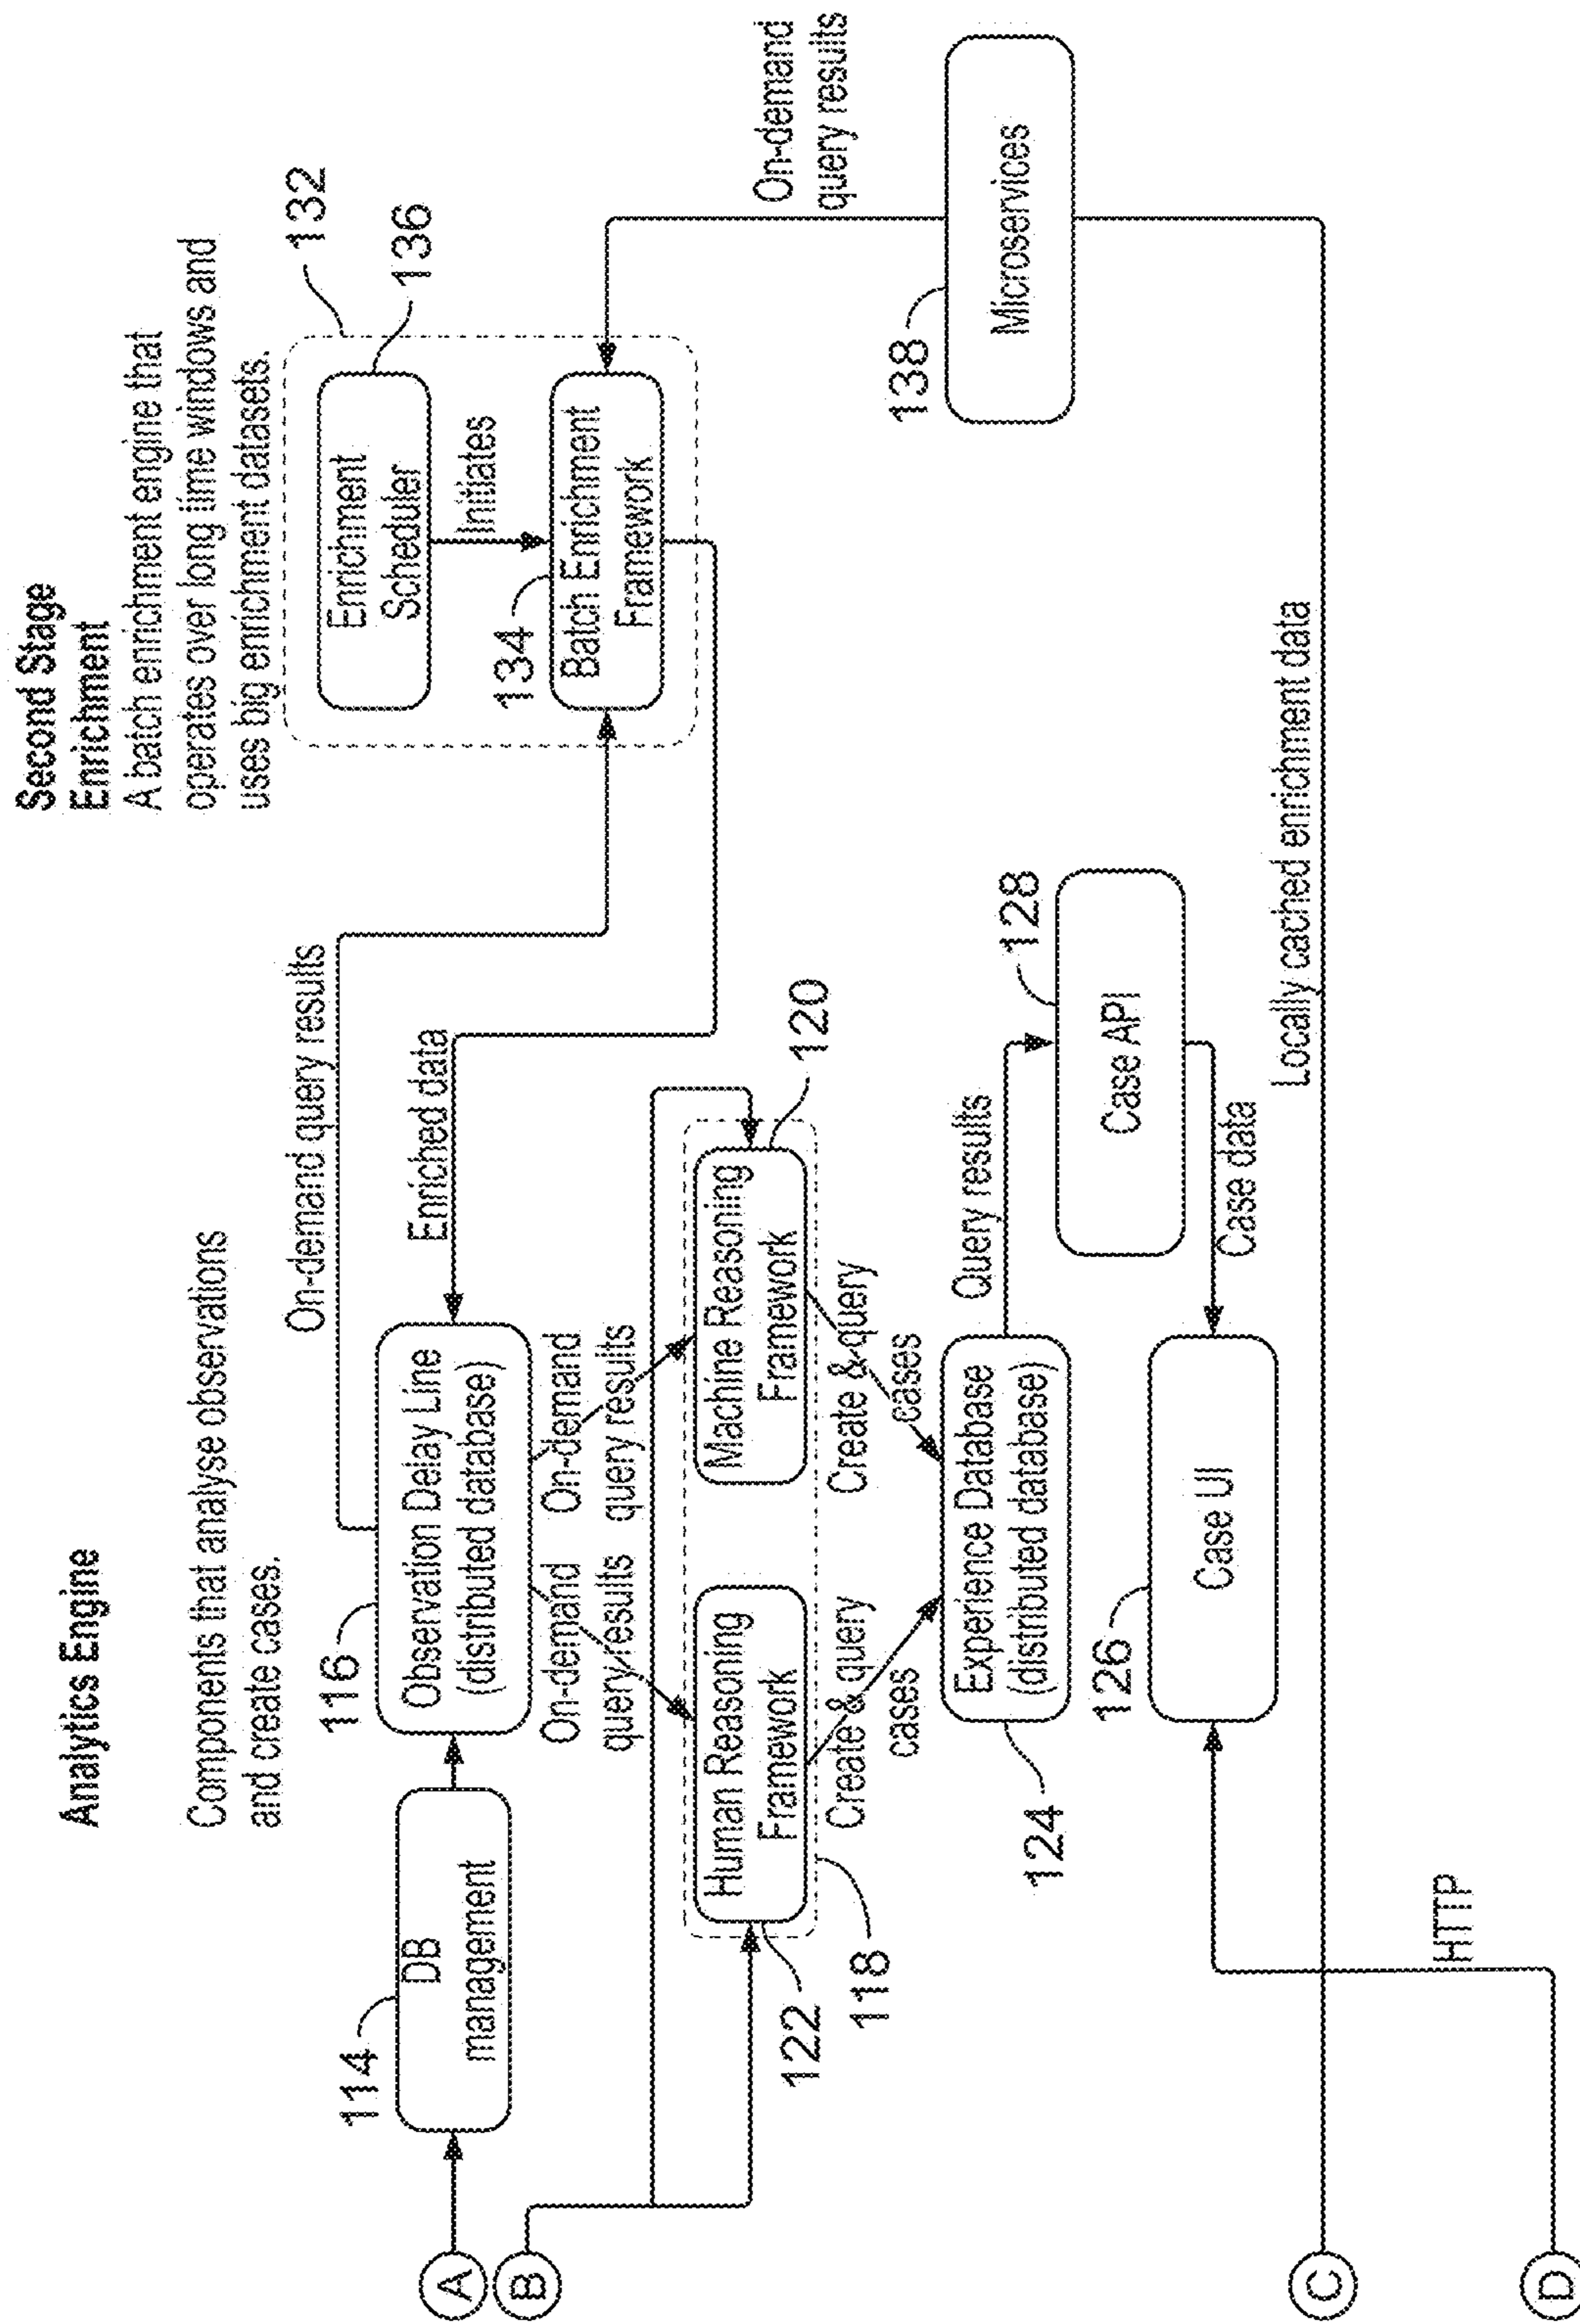 Analytics Engine
Components that analyse observations
and create cases.
Second Stage
Enrichment
A batch enrichment engine that
operates over long time windows and
uses big enrichment datasets.
132
136
Enrichment
Scheduler
Initiates
134
Batch Enrichment
Framework
On-demand query results
Enriched data
114
DB
management
116
Observation Delay Line
(distributed database)
On-demand
query results
On-demand
query results
A
B
122
118
Human Reasoning
Framework
Machine Reasoning
Framework
120
Create & query
cases
Create & query
cases
On-demand
query results
138
Microservices
124
Experience Database
(distributed database)
Query results
128
Case API
Case data
126
Case UI
Locally cached enrichment data
C
HTTP
D